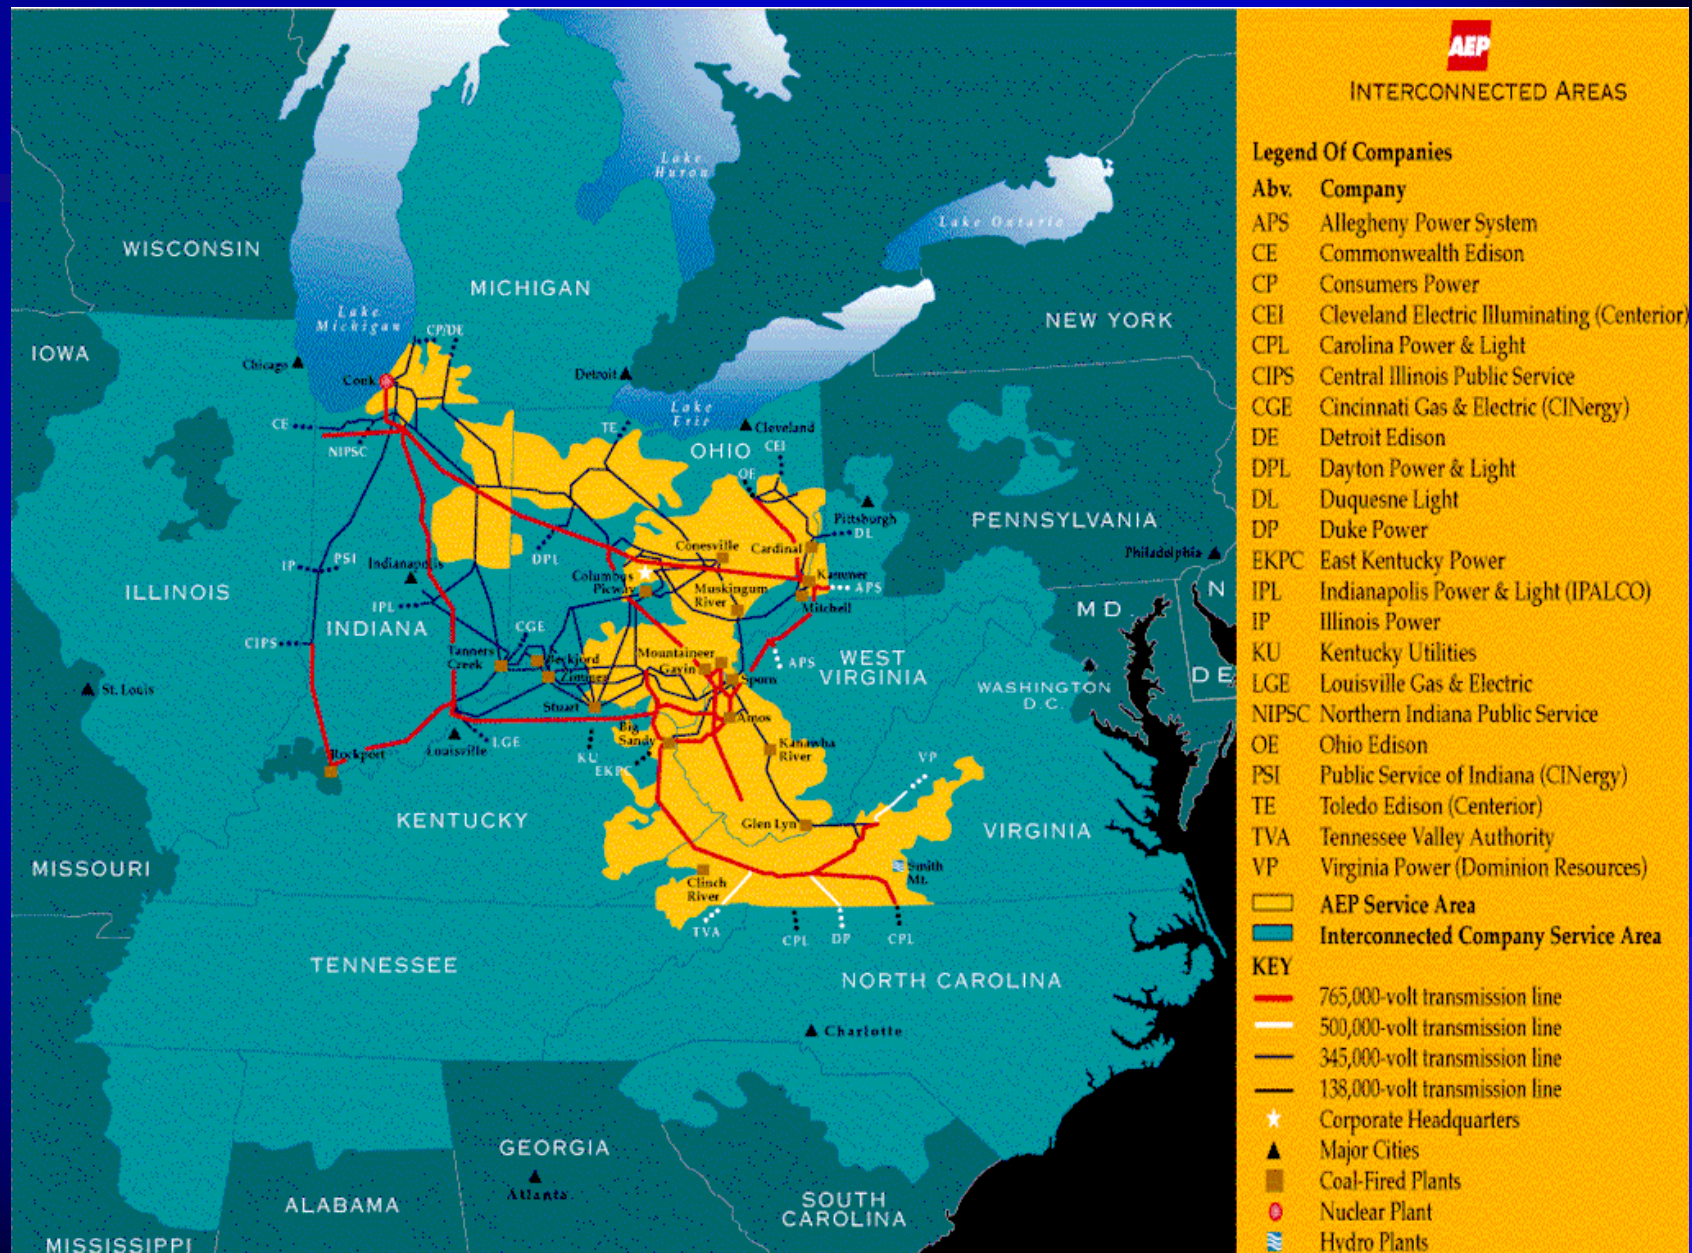 AEP
INTERCONNECTED AREAS
Legend Of Companies
Abv. Company
APS Allegheny Power System
CE Commonwealth Edison
CP Consumers Power
CEI Cleveland Electric Illuminating (Centerior)
CPL Carolina Power & Light
CIPS Central Illinois Public Service
CGE Cincinnati Gas & Electric (CINergy)
DE Detroit Edison
DPL Dayton Power & Light
DL Duquesne Light
DP Duke Power
EKPC East Kentucky Power
IPL Indianapolis Power & Light (IPALCO)
IP Illinois Power
KU Kentucky Utilities
LGE Louisville Gas & Electric
NIPSC Northern Indiana Public Service
OE Ohio Edison
PSI Public Service of Indiana (CINergy)
TE Toledo Edison (Centerior)
TVA Tennessee Valley Authority
VP Virginia Power (Dominion Resources)
AEP Service Area
Interconnected Company Service Area
KEY
765,000-volt transmission line
500,000-volt transmission line
345,000-volt transmission line
138,000-volt transmission line
Corporate Headquarters
Major Cities
Coal-Fired Plants
Nuclear Plant
Hydro Plants
Lake
Huron
Lake Ontario
WISCONSIN
MICHIGAN
Lake
Michigan
CP/DE
NEW YORK
IOWA
Chicago
Cook
Detroit
Lake
Erie
CE
NIPSC
TE
Cleveland
OHIO
CEI
OE
Pittsburgh
DL
PENNSYLVANIA
Philadelphia
Conesville
Cardinal
IP
PSI
Indianapolis
DPL
Columbus
Picway
Kammer
APS
Muskingum
River
Mitchell
ILLINOIS
IPL
INDIANA
CGE
MD.
N
CIPS
Tanners
Creek
Beckjord
Zimmer
Mountaineer
Gavin
Sporn
APS
WEST
VIRGINIA
DE
WASHINGTON
D.C.
St. Louis
Stuart
Amos
Big
Sandy
Rockport
Louisville
LGE
KU
EKPC
Kanawha
River
VP
KENTUCKY
Glen Lyn
VIRGINIA
MISSOURI
Clinch
River
Smith
Mt.
TVA
CPL
DP
CPL
TENNESSEE
NORTH CAROLINA
Charlotte
GEORGIA
Atlanta
ALABAMA
SOUTH
CAROLINA
MISSISSIPPI